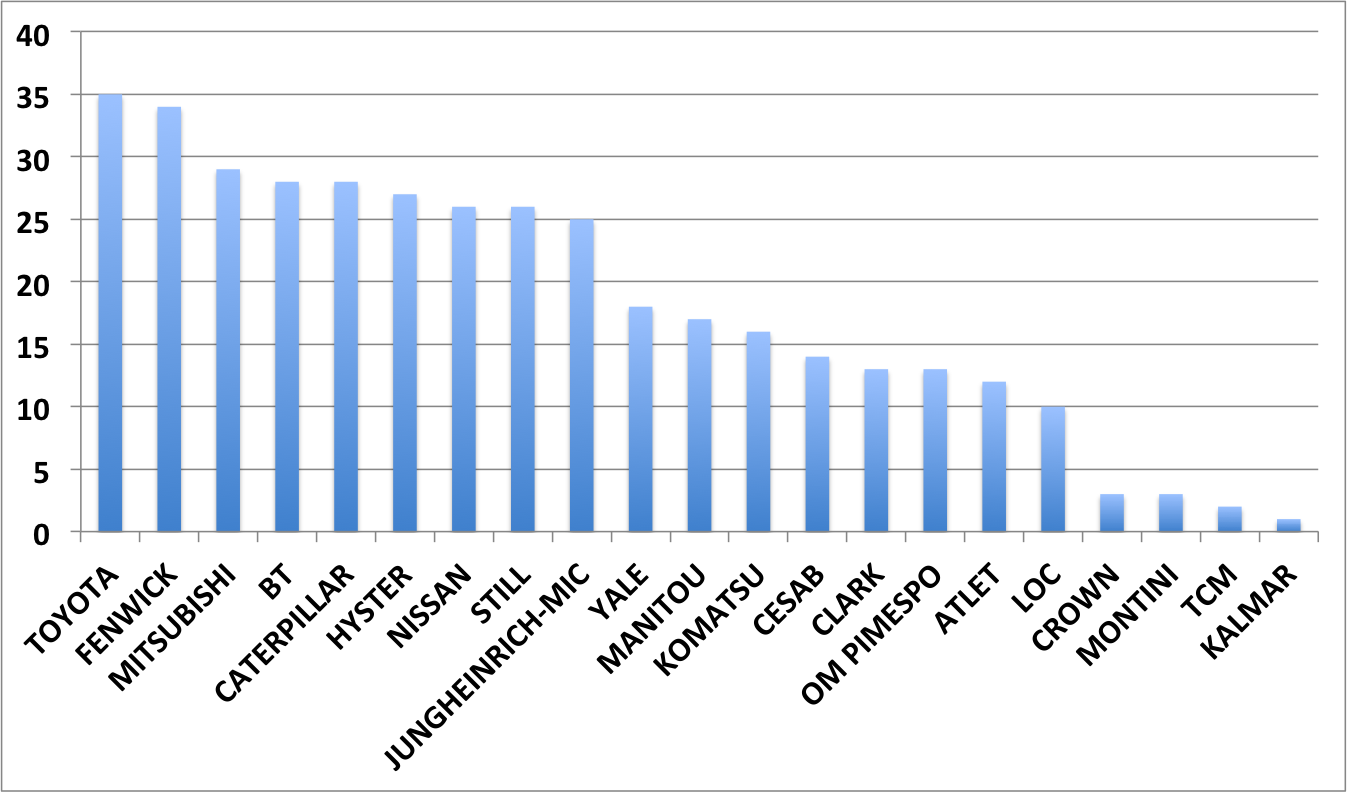 40
35
30
25
20
15
10
5
0
TOYOTA
FENWICK
MITSUBISHI
BT
CATERPILLAR
HYSTER
NISSAN
STILL
JUNGHEINRICH-MIC
YALE
MANITOU
KOMATSU
CESAB
CLARK
OM PIMESPO
ATLET
LOC
CROWN
MONTINI
TCM
KALMAR